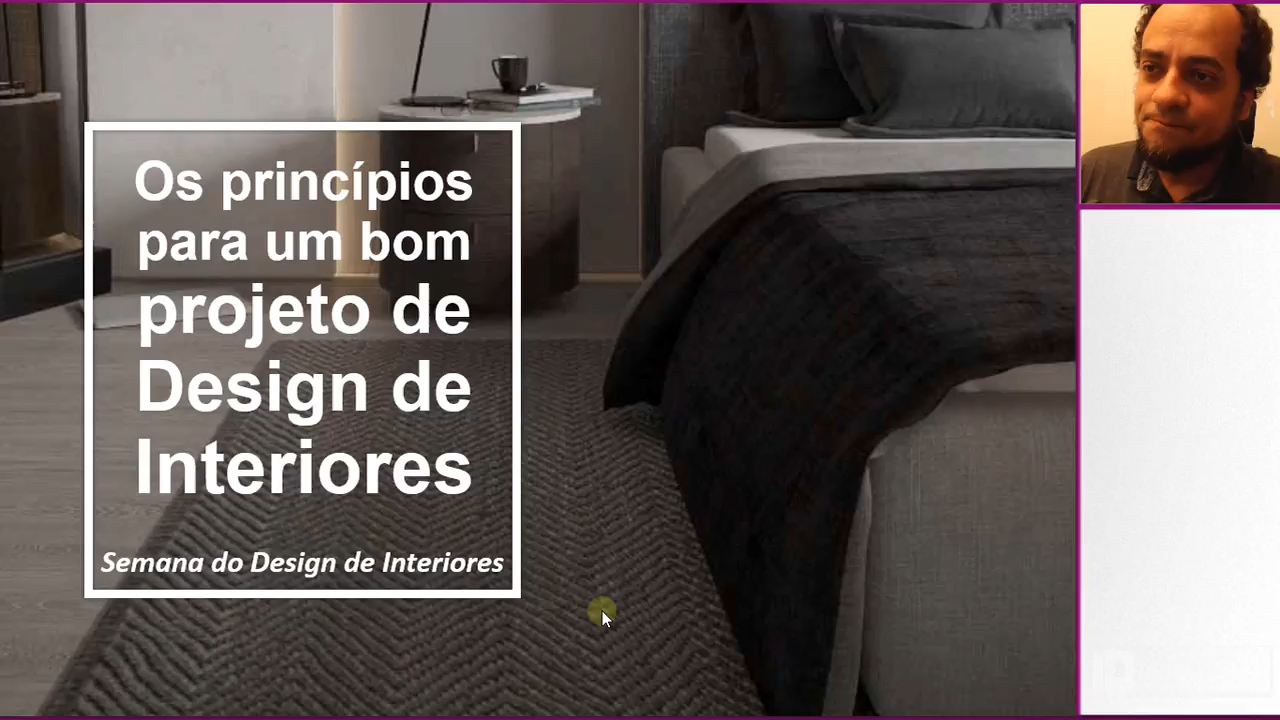 Os princípios
para um bom
projeto de
Design de
Interiores
Semana do Design de Interiores